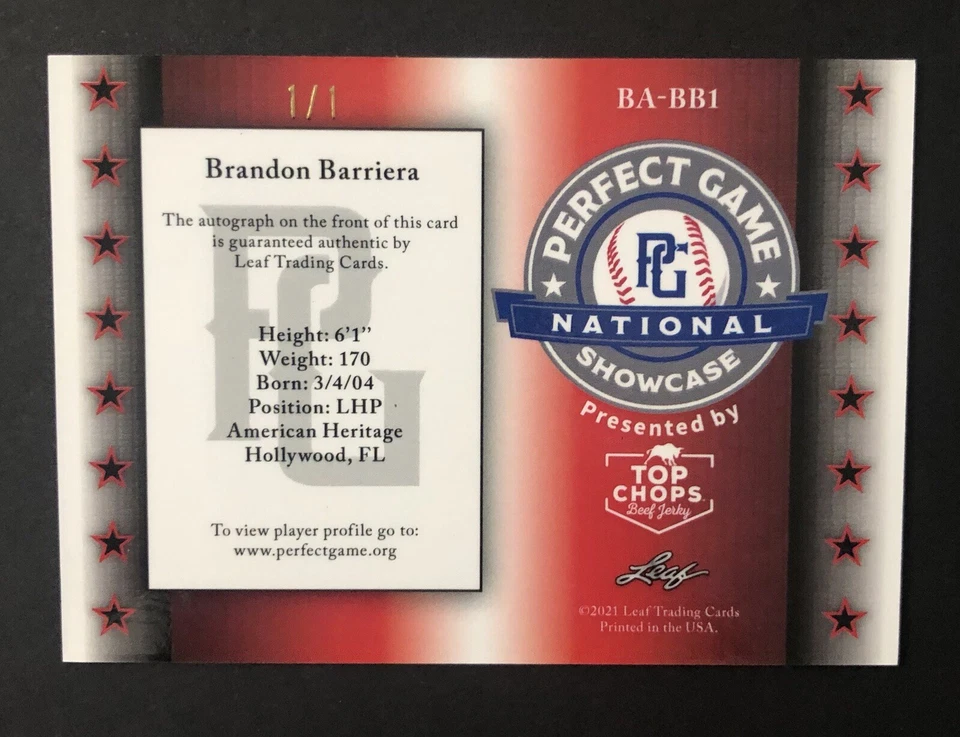 1/1
BA-BB1
Brandon Barriera
The autograph on the front of this card
is guaranteed authentic by
Leaf Trading Cards.
Height: 6'1"
Weight: 170
Born: 3/4/04
Position: LHP
American Heritage
Hollywood, FL
To view player profile go to:
www.perfectgame.org
PERFECT GAME
PG
NATIONAL
SHOWCASE
Presented by
TOP
CHOPS
Beef Jerky
Leaf
©2021 Leaf Trading Cards
Printed in the USA.